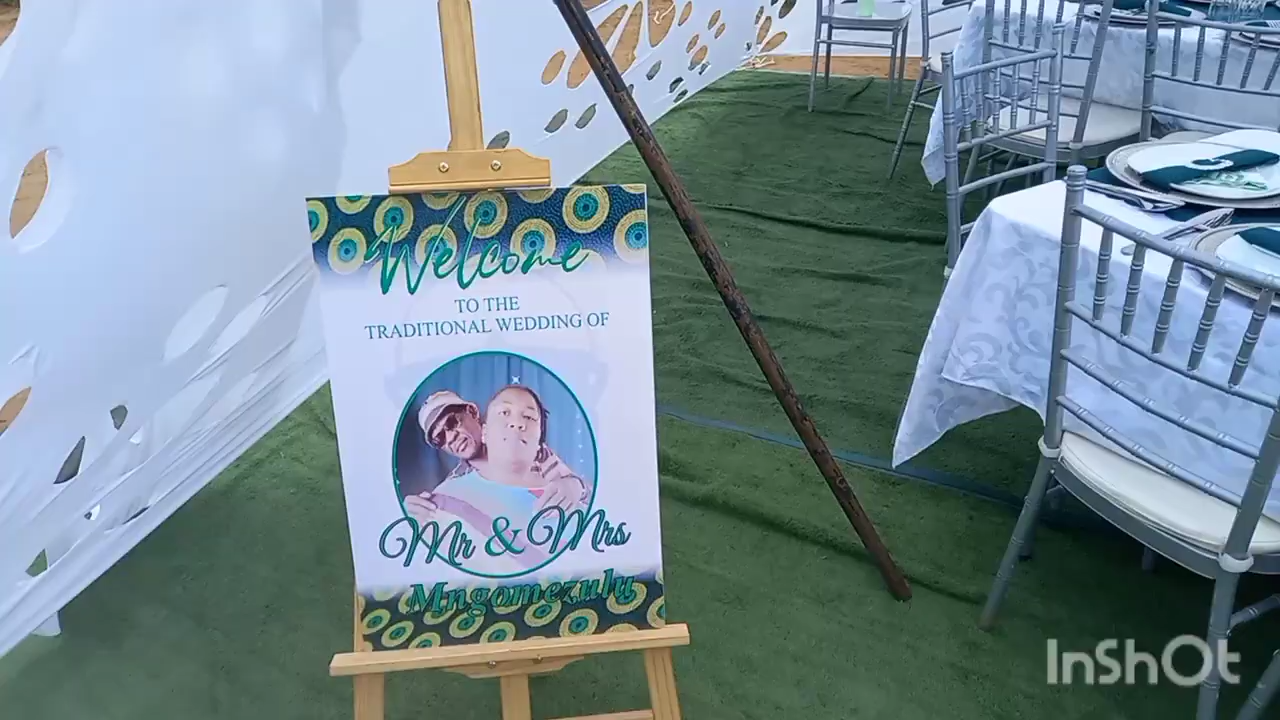 Welcome
TO THE
TRADITIONAL WEDDING OF
Mr & Mrs
Mngomezulu
InShOt